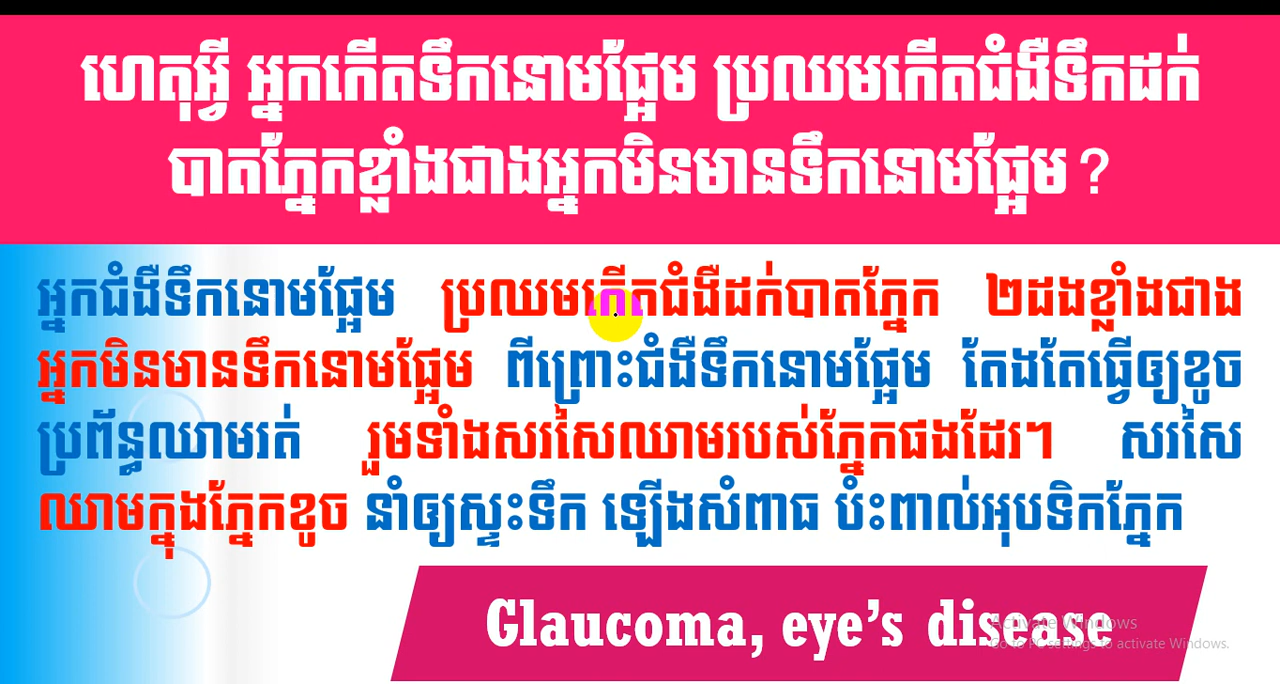 ហេតុអ្វី អ្នកកើតទឹកនោមផ្អែម ប្រឈមកើតជំងឺទឹកដក់
បាតភ្នែកខ្លាំងជាងអ្នកមិនមានទឹកនោមផ្អែម?
អ្នកជំងឺទឹកនោមផ្អែម ប្រឈមកើតជំងឺដក់បាតភ្នែក ២ដងខ្លាំងជាង
អ្នកមិនមានទឹកនោមផ្អែម ពីព្រោះជំងឺទឹកនោមផ្អែម តែងតែធ្វើឲ្យខូច
ប្រព័ន្ធឈាមរត់ រួមទាំងសរសៃឈាមរបស់ភ្នែកផងដែរ។ សរសៃ
ឈាមក្នុងភ្នែកខូច នាំឲ្យស្ទះទឹក ឡើងសំពាធ ប៉ះពាល់អុបទិកភ្នែក
Glaucoma, eye's disease
Activate Windows
Go to PC settings to activate Windows.